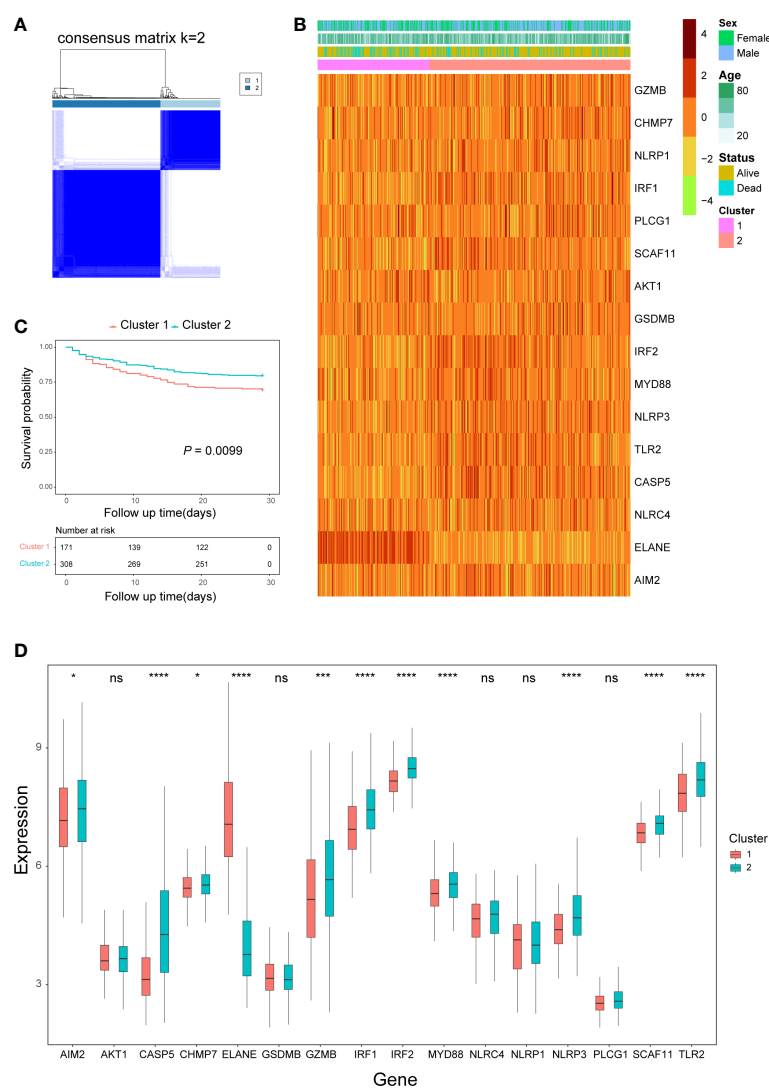 A
consensus matrix k=2
1
2
B
4
2
0
−2
−4
Sex
Female
Male
Age
80
20
Status
Alive
Dead
Cluster
1
2
GZMB
CHMP7
NLRP1
IRF1
PLCG1
SCAF11
AKT1
GSDMB
IRF2
MYD88
NLRP3
TLR2
CASP5
NLRC4
ELANE
AIM2
C
Cluster 1 Cluster 2
Survival probability
1.00
0.75
0.50
0.25
0.00
P = 0.0099
0 10 20 30
Follow up time(days)
Number at risk
Cluster 1 171 139 122 0
Cluster 2 308 269 251 0
Follow up time(days)
D
* ns **** * **** ns *** **** **** **** ns ns **** ns **** ****
Expression
9
6
3
Cluster
1
2
AIM2 AKT1 CASP5 CHMP7 ELANE GSDMB GZMB IRF1 IRF2 MYD88 NLRC4 NLRP1 NLRP3 PLCG1 SCAF11 TLR2
Gene